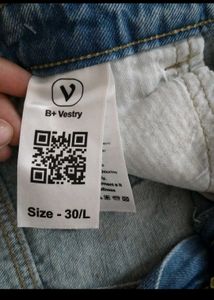 V
B+ Vestry
Size - 30/L